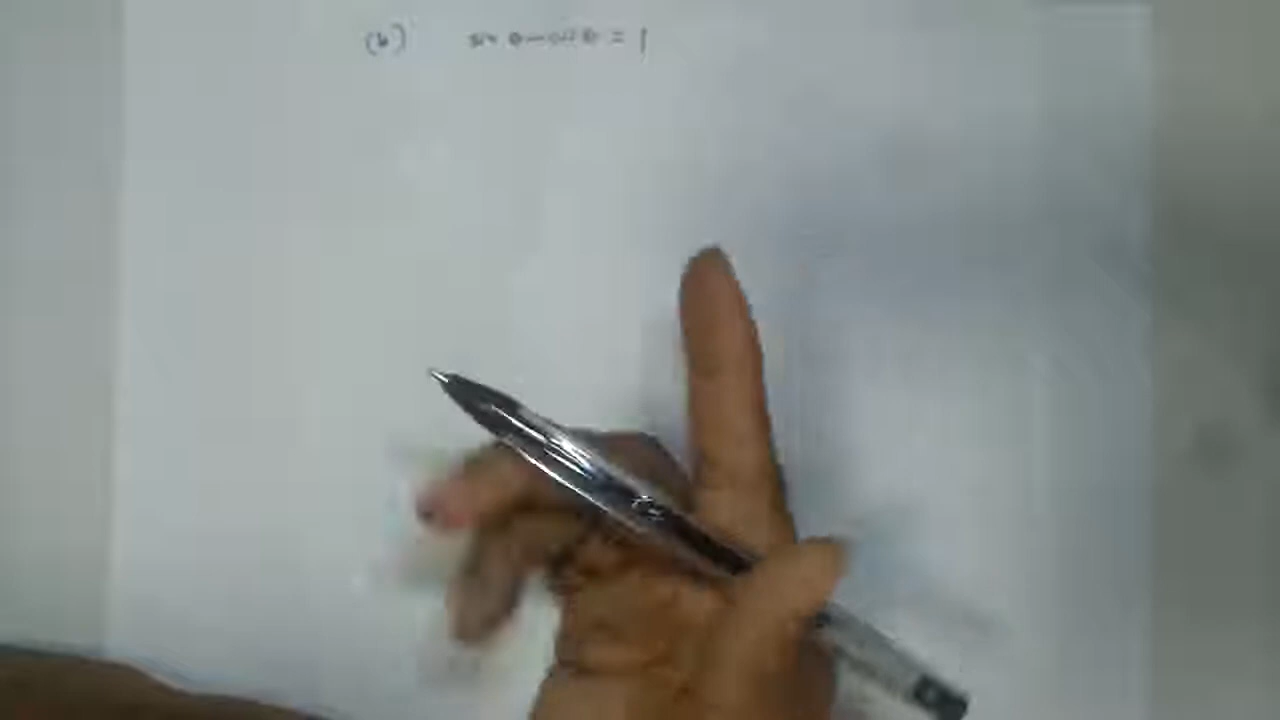 (b) sin θ - cos θ = 1